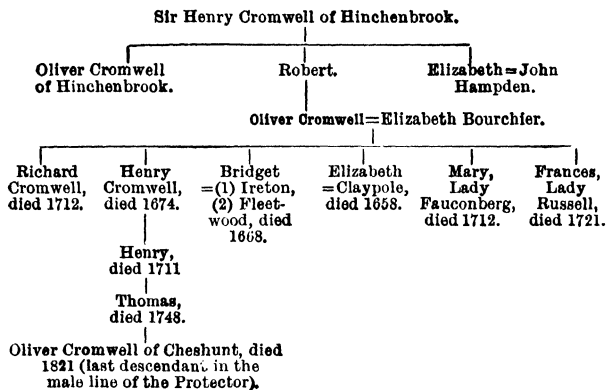 Sir Henry Cromwell of Hinchenbrook.
Oliver Cromwell
of Hinchenbrook.
Robert.
Elizabeth=John
Hampden.
Oliver Cromwell=Elizabeth Bourchier.
Richard
Cromwell,
died 1712.
Henry
Cromwell,
died 1674.
Bridget
=(1) Ireton,
(2) Fleet-
wood, died
1668.
Elizabeth
=Claypole,
died 1658.
Mary,
Lady
Fauconberg,
died 1712.
Frances,
Lady
Russell,
died 1721.
Henry,
died 1711
Thomas,
died 1748.
Oliver Cromwell of Cheshunt, died
1821 (last descendant in the
male line of the Protector).